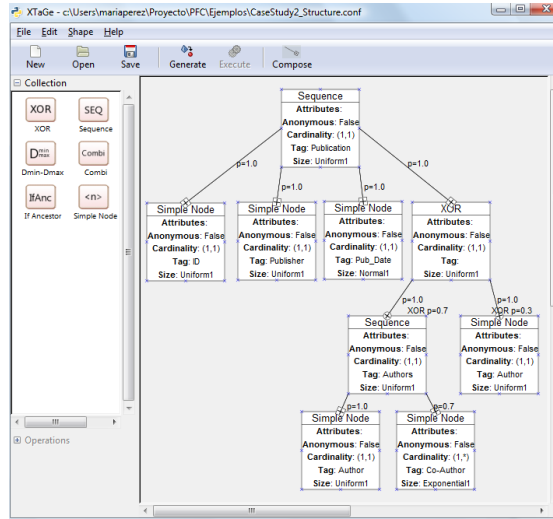 XTaGe - c:\Users\mariaperez\Proyecto\PFC\Ejemplos\CaseStudy2_Structure.conf
File Edit Shape Help
New Open Save Generate Execute Compose
Collection
XOR SEQ
XOR Sequence
Dmin max Combi
Dmin-Dmax Combi
IfAnc <n>
If Ancestor Simple Node
Operations
Sequence
Attributes:
Anonymous: False
Cardinality: (1,1)
Tag: Publication
Size: Uniform1
p=1.0
p=1.0
p=1.0
p=1.0
Simple Node
Attributes:
Anonymous: False
Cardinality: (1,1)
Tag: ID
Size: Uniform1
Simple Node
Attributes:
Anonymous: False
Cardinality: (1,1)
Tag: Publisher
Size: Uniform1
Simple Node
Attributes:
Anonymous: False
Cardinality: (1,1)
Tag: Pub_Date
Size: Normal1
XOR
Attributes:
Anonymous: False
Cardinality: (1,1)
Tag:
Size: Uniform1
p=1.0
XOR p=0.7
p=1.0
XOR p=0.3
Sequence
Attributes:
Anonymous: False
Cardinality: (1,1)
Tag: Authors
Size: Uniform1
Simple Node
Attributes:
Anonymous: False
Cardinality: (1,1)
Tag: Author
Size: Uniform1
p=1.0
p=0.7
Simple Node
Attributes:
Anonymous: False
Cardinality: (1,1)
Tag: Author
Size: Uniform1
Simple Node
Attributes:
Anonymous: False
Cardinality: (1,*)
Tag: Co-Author
Size: Exponential1